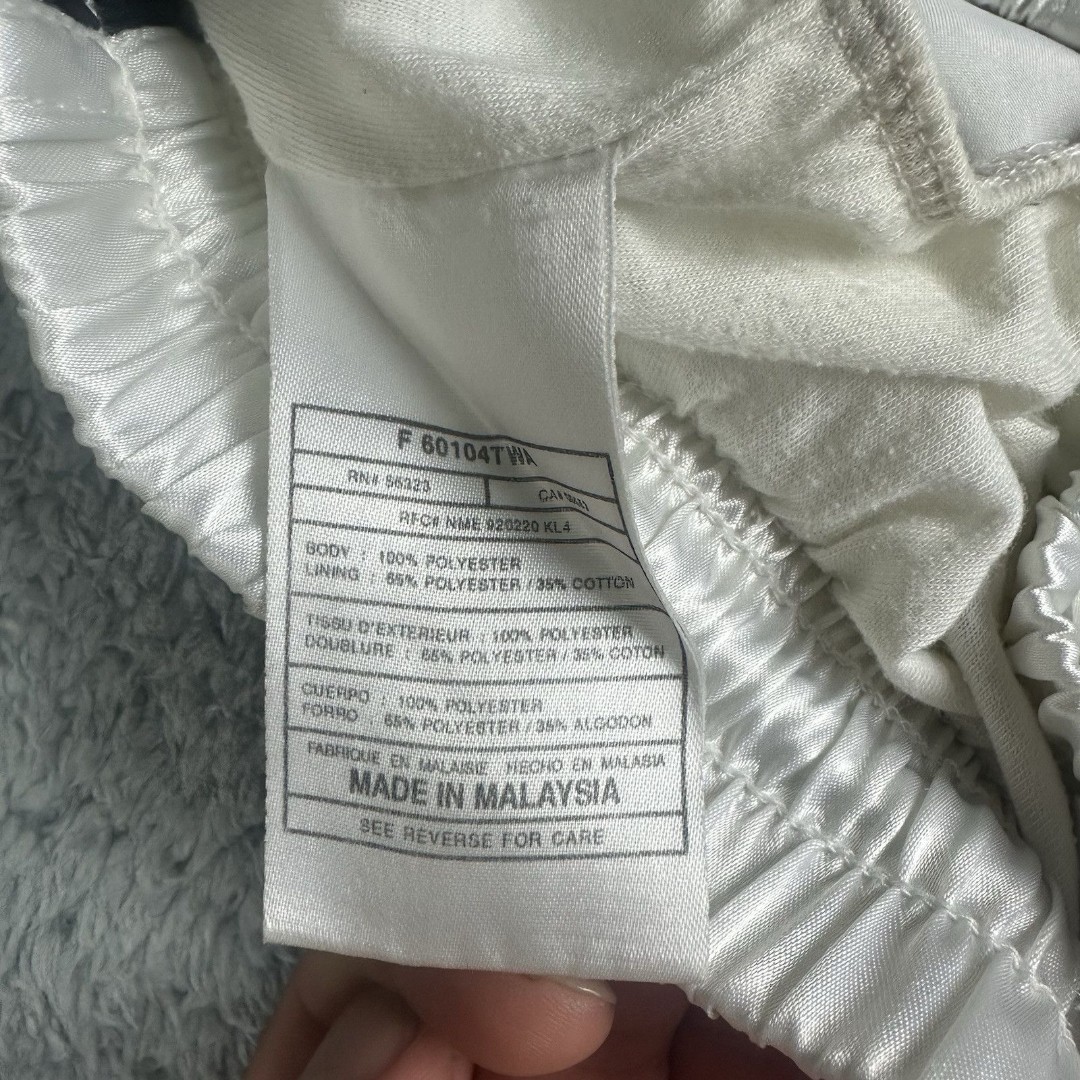 F 60104TWA
RN# 56323 CA#
RFC# NME 920220 KL4
BODY : 100% POLYESTER
LINING : 65% POLYESTER / 35% COTTON
TISSU D'EXTERIEUR : 100% POLYESTER
DOUBLURE : 65% POLYESTER / 35% COTON
CUERPO : 100% POLYESTER
FORRO : 65% POLYESTER / 35% ALGODON
FABRIQUE EN MALAISIE HECHO EN MALASIA
MADE IN MALAYSIA
SEE REVERSE FOR CARE